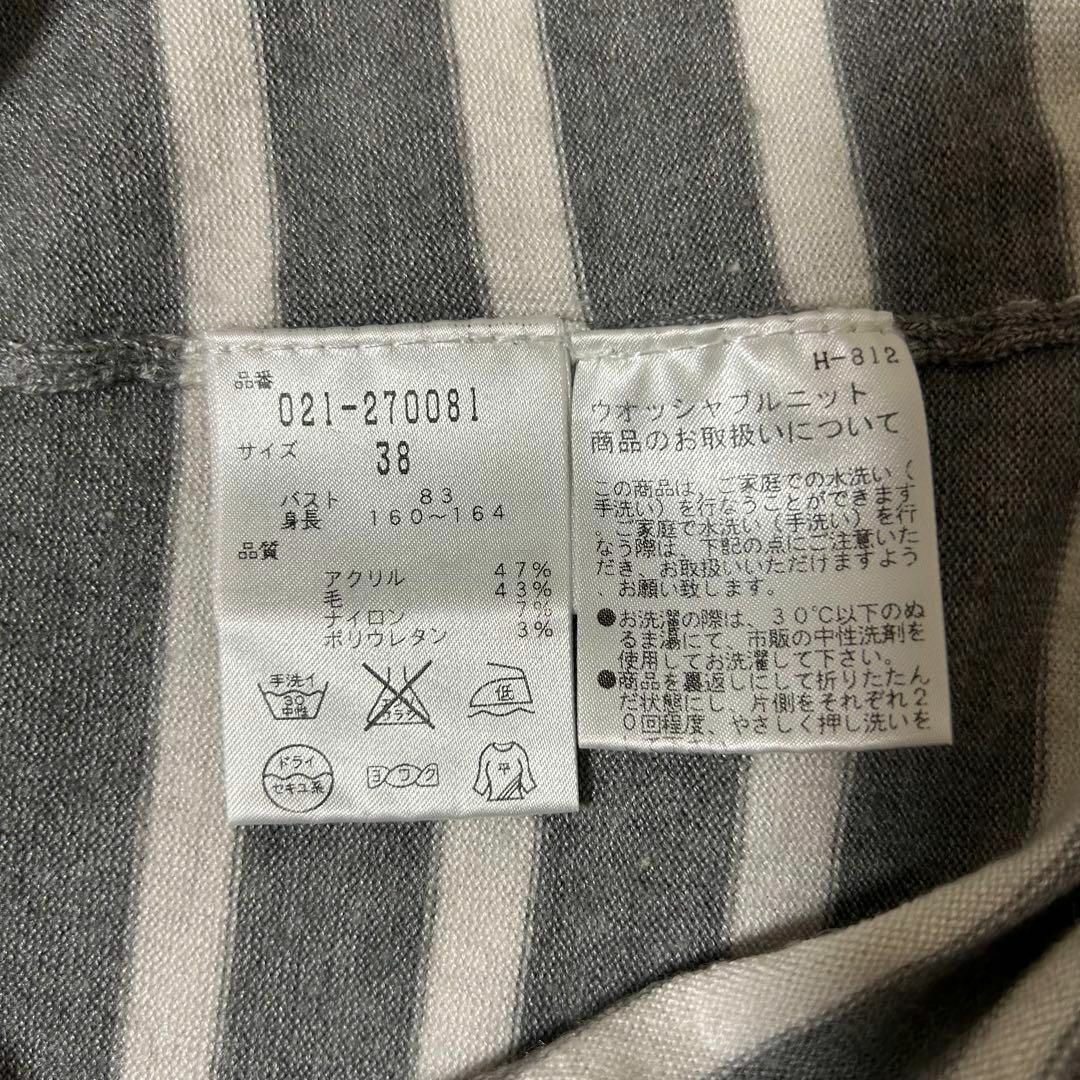 品番
021-270081
サイズ
38
バスト 83
身長 160～164
品質
アクリル 47%
毛 43%
ナイロン 7%
ポリウレタン 3%
手洗イ
30
中性
エンソ
サラシ
低
ドライ
セキユ系
ヨワク
平
H-812
ウオッシャブルニット
商品のお取扱いについて
この商品は、ご家庭での水洗い（
手洗い）を行なうことができます
。ご家庭で水洗い（手洗い）を行
なう際は、下記の点にご注意いた
だき、お取扱いいただけますよう
、お願い致します。
●お洗濯の際は、30℃以下のぬ
るま湯にて、市販の中性洗剤を
使用してお洗濯して下さい。
●商品を裏返しにして折りたたん
だ状態にし、片側をそれぞれ2
0回程度、やさしく押し洗いを